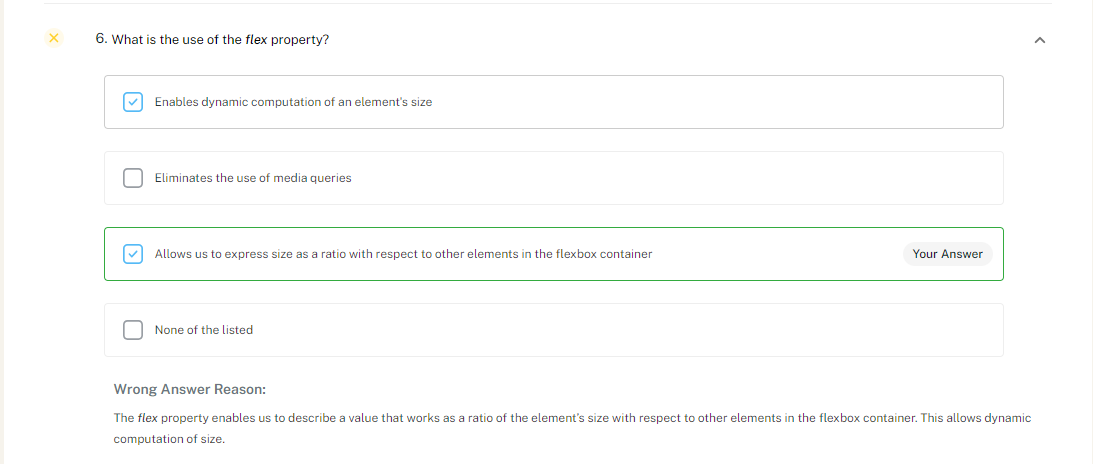 6. What is the use of the flex property?
Enables dynamic computation of an element's size
Eliminates the use of media queries
Allows us to express size as a ratio with respect to other elements in the flexbox container Your Answer
None of the listed
Wrong Answer Reason:
The flex property enables us to describe a value that works as a ratio of the element's size with respect to other elements in the flexbox container. This allows dynamic
computation of size.